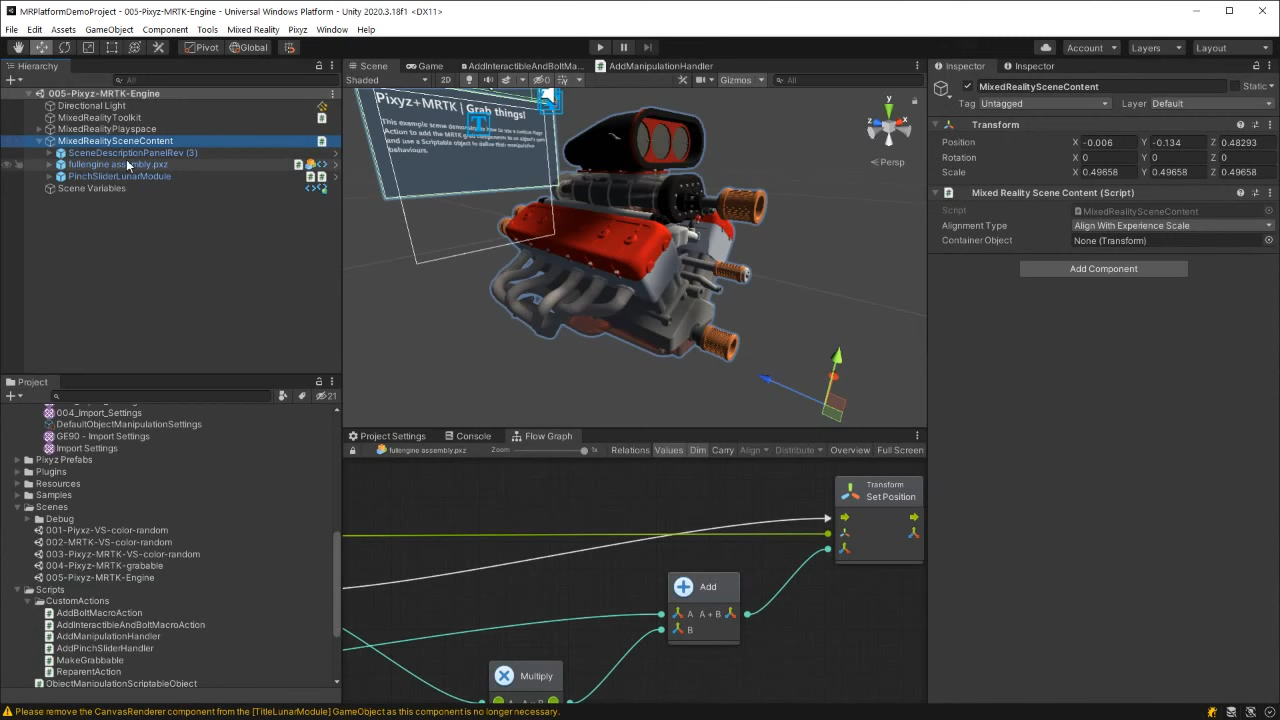 MRPlatformDemoProject - 005-Pixyz-MRTK-Engine - Universal Windows Platform - Unity 2020.3.18f1 <DX11>
File Edit Assets GameObject Component Tools Mixed Reality Pixyz Window Help
Pivot Global Account Layers Layout
Hierarchy
All
005-Pixyz-MRTK-Engine
Directional Light
MixedRealityToolkit
MixedRealityPlayspace
MixedRealitySceneContent
SceneDescriptionPanelRev (3)
fullengine assembly.pxz
PinchSliderLunarModule
Scene Variables
Scene Game AddInteractibleAndBoltMa... AddManipulationHandler
Shaded 2D 0 Gizmos All
Pixyz+MRTK | Grab things!
Persp
y
Project Settings Console Flow Graph
fullengine assembly.pxz Zoom 1x Relations Values Dim Carry Align Distribute Overview Full Screen
Transform
Set Position
Add
A A + B
B
Multiply
Project
21
004_Import_Settings
DefaultObjectManipulationSettings
GE90 - Import Settings
Import Settings
Pixyz Prefabs
Plugins
Resources
Samples
Scenes
Debug
001-Piyxz-VS-color-random
002-MRTK-VS-color-random
003-Pixyz-MRTK-VS-color-random
004-Pixyz-MRTK-grabable
005-Pixyz-MRTK-Engine
Scripts
CustomActions
AddBoltMacroAction
AddInteractibleAndBoltMacroAction
AddManipulationHandler
AddPinchSliderHandler
MakeGrabbable
ReparentAction
ObjectManipulationScriptableObject
Inspector Inspector
MixedRealitySceneContent Static
Tag Untagged Layer Default
Transform
Position X -0.006 Y -0.134 Z 0.48293
Rotation X 0 Y 0 Z 0
Scale X 0.49658 Y 0.49658 Z 0.49658
Mixed Reality Scene Content (Script)
Script MixedRealitySceneContent
Alignment Type Align With Experience Scale
Container Object None (Transform)
Add Component
Please remove the CanvasRenderer component from the [TitleLunarModule] GameObject as this component is no longer necessary.